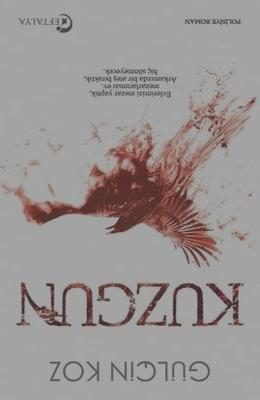 GÜLÇİN KOZ
KUZGUN
Evlerimizi mezar yaptık,
mezarlarımızı ev.
Arkamızda bir ateş bıraktık,
hiç sönmeyecek.
POLİSİYE ROMAN
EFTALYA